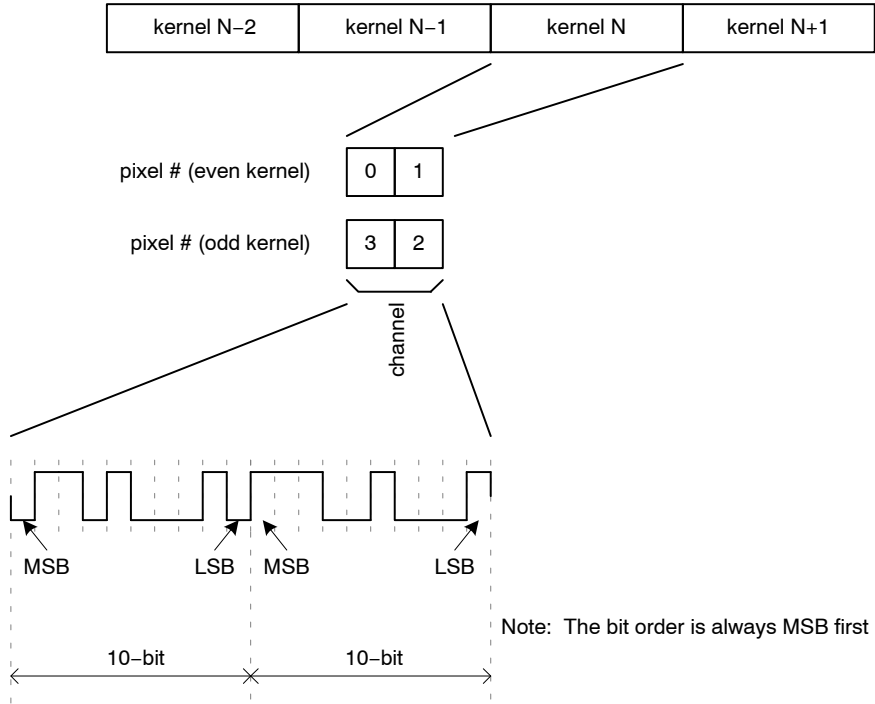 kernel N−2 kernel N−1 kernel N kernel N+1
pixel # (even kernel) 0 1
pixel # (odd kernel) 3 2
channel
MSB LSB MSB LSB
Note: The bit order is always MSB first
10−bit 10−bit